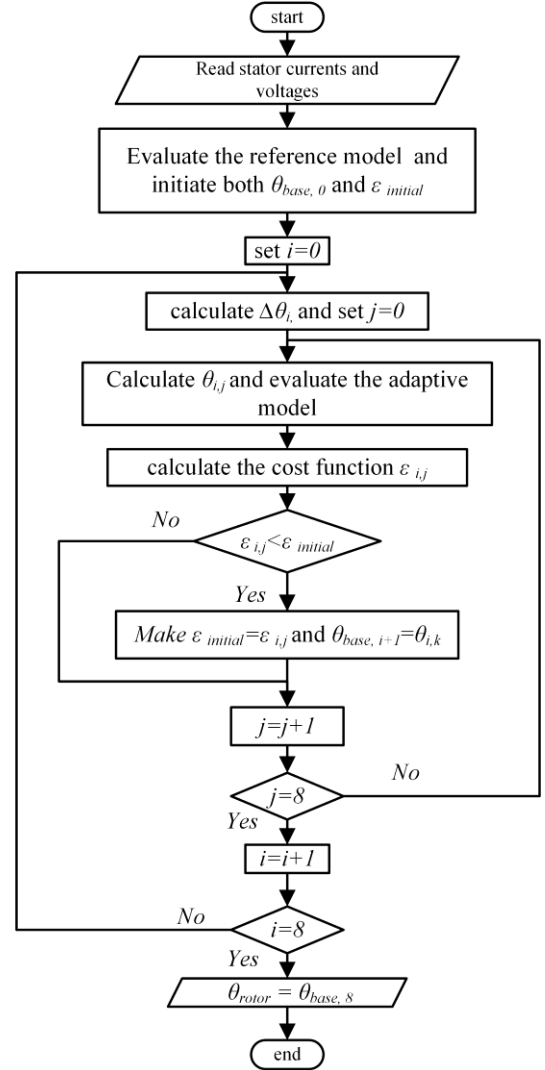 start
Read stator currents and
voltages
Evaluate the reference model and
initiate both θbase, 0 and ε initial
set i=0
calculate Δθi, and set j=0
Calculate θi,j and evaluate the adaptive
model
calculate the cost function ε i,j
No
ε i,j<ε initial
Yes
Make ε initial=ε i,j and θbase, i+1=θi,k
j=j+1
No
j=8
Yes
i=i+1
No
i=8
Yes
θrotor = θbase, 8
end